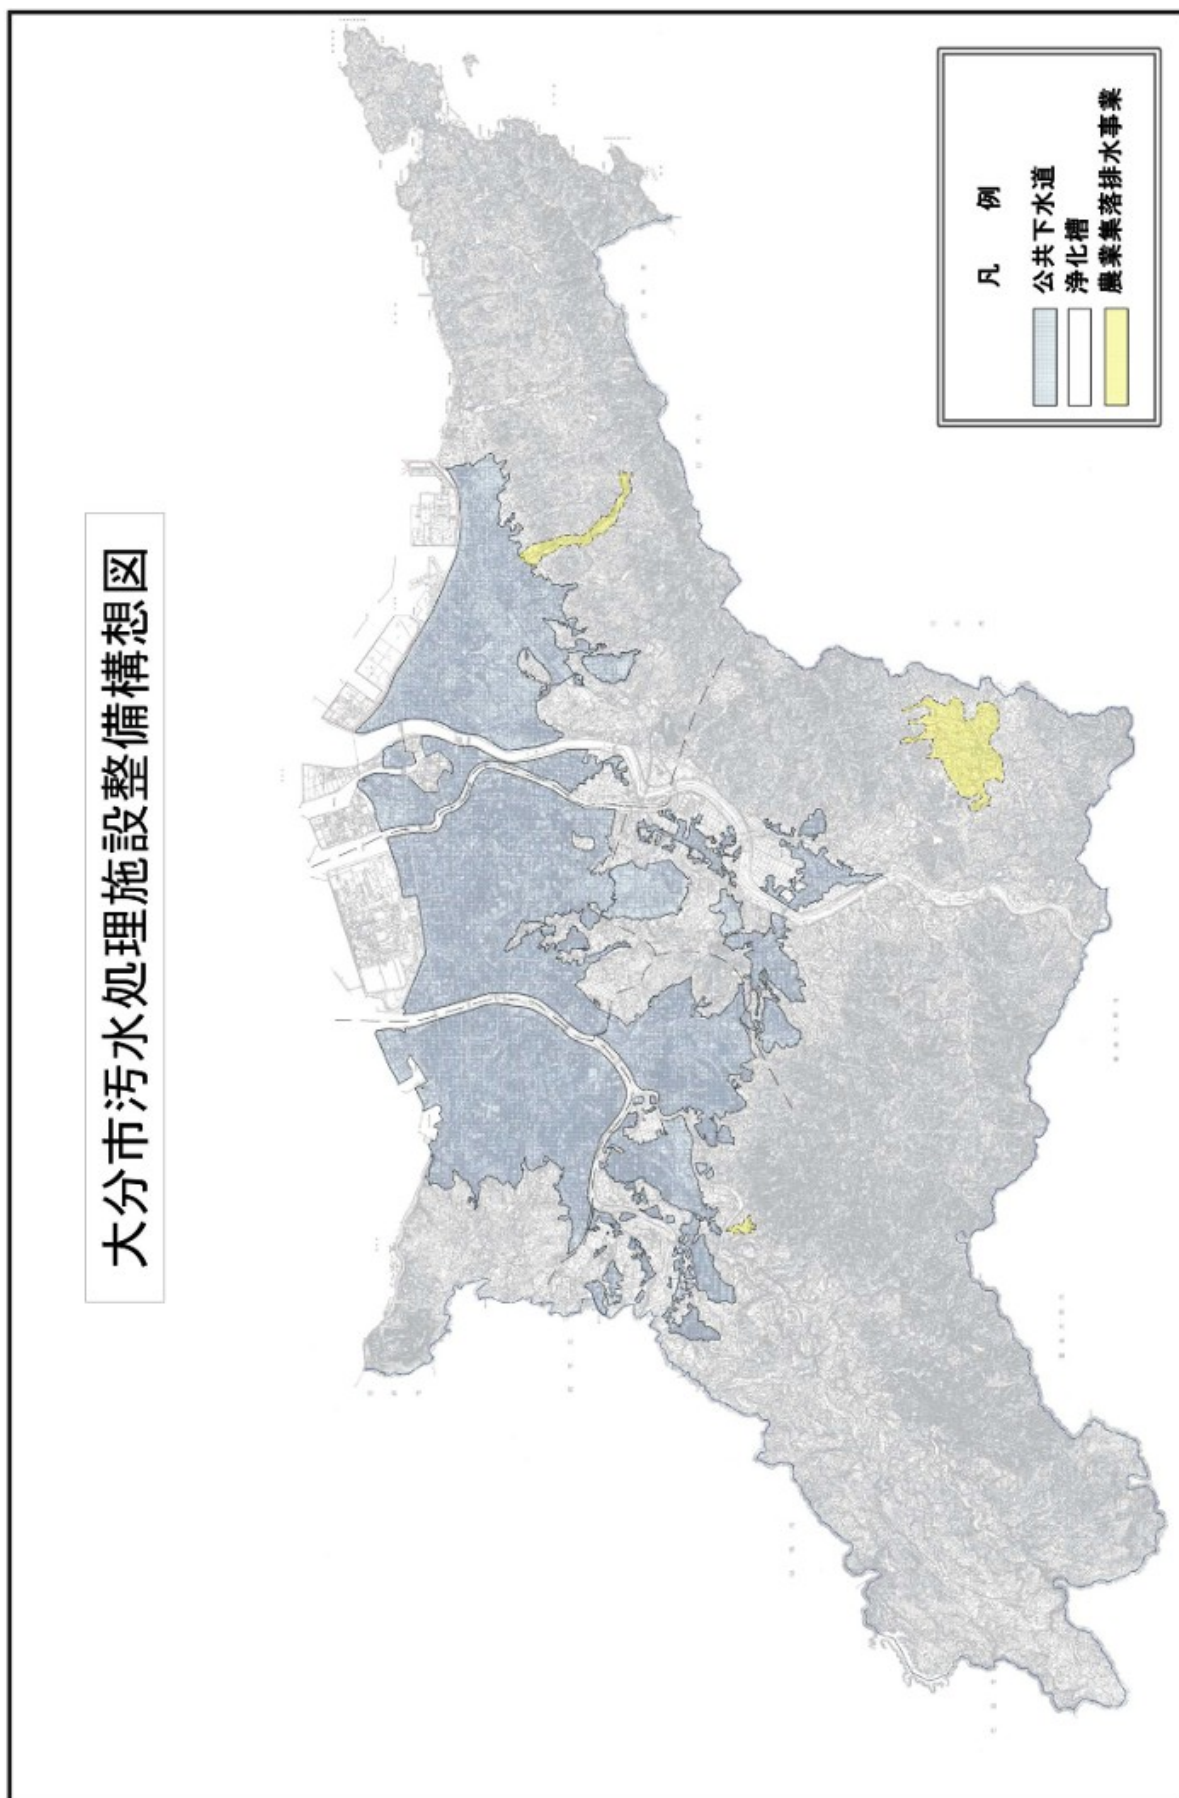 大分市汚水処理施設整備構想図
凡 例
公共下水道
浄化槽
農業集落排水事業